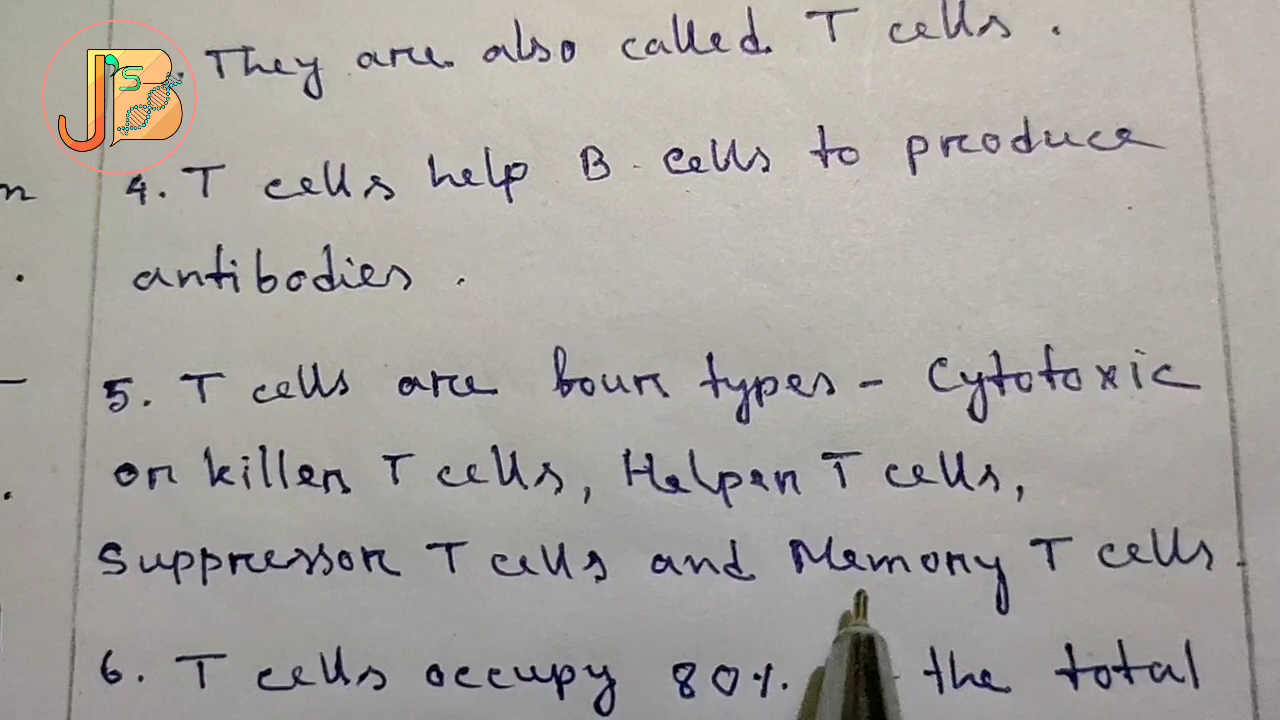 J's B
. They are also called T cells.
n
4. T cells help B cells to produce
. antibodies.
– 5. T cells are four types - Cytotoxic
. or killer T cells, Helper T cells,
Suppressor T cells and Memory T cells.
6. T cells occupy 80% the total